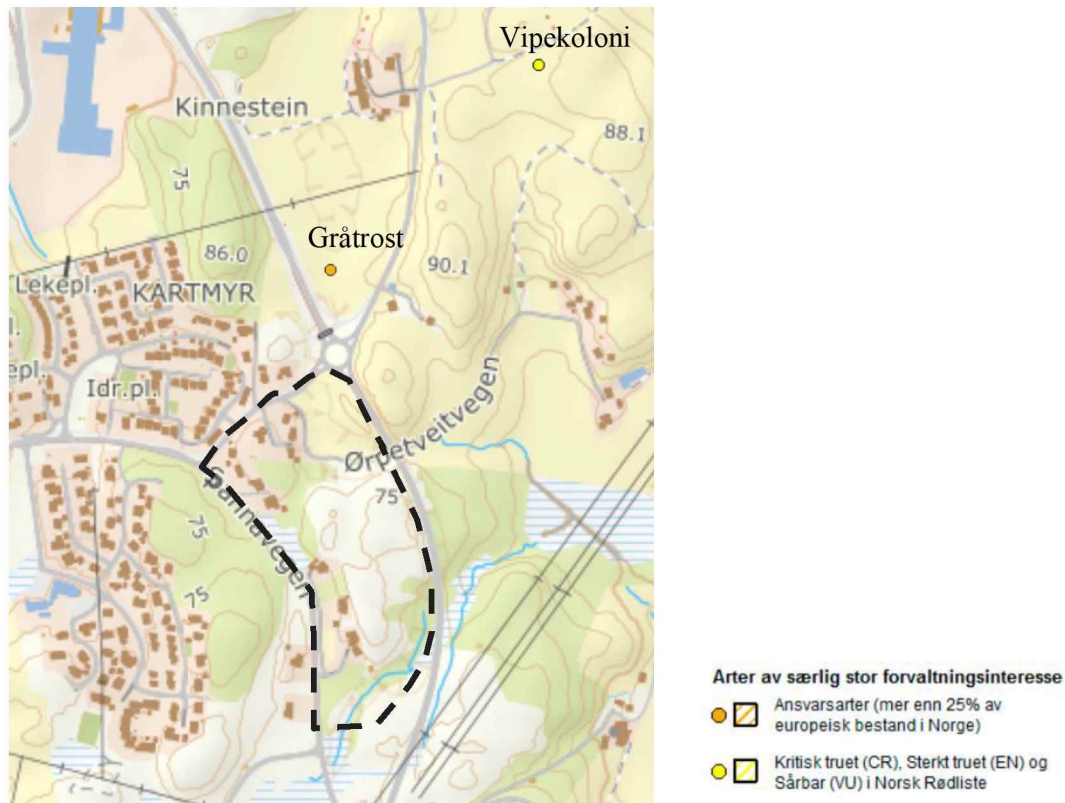 Vipekoloni
Kinnestein
88.1
75
Gråtrost
86.0
90.1
Lekepl.
KARTMYR
l.
epl.
Idr.pl.
Ørpetveitvegen
75
Spannavegen
75
75
Arter av særlig stor forvaltningsinteresse
Ansvarsarter (mer enn 25% av
europeisk bestand i Norge)
Kritisk truet (CR), Sterkt truet (EN) og
Sårbar (VU) i Norsk Rødliste